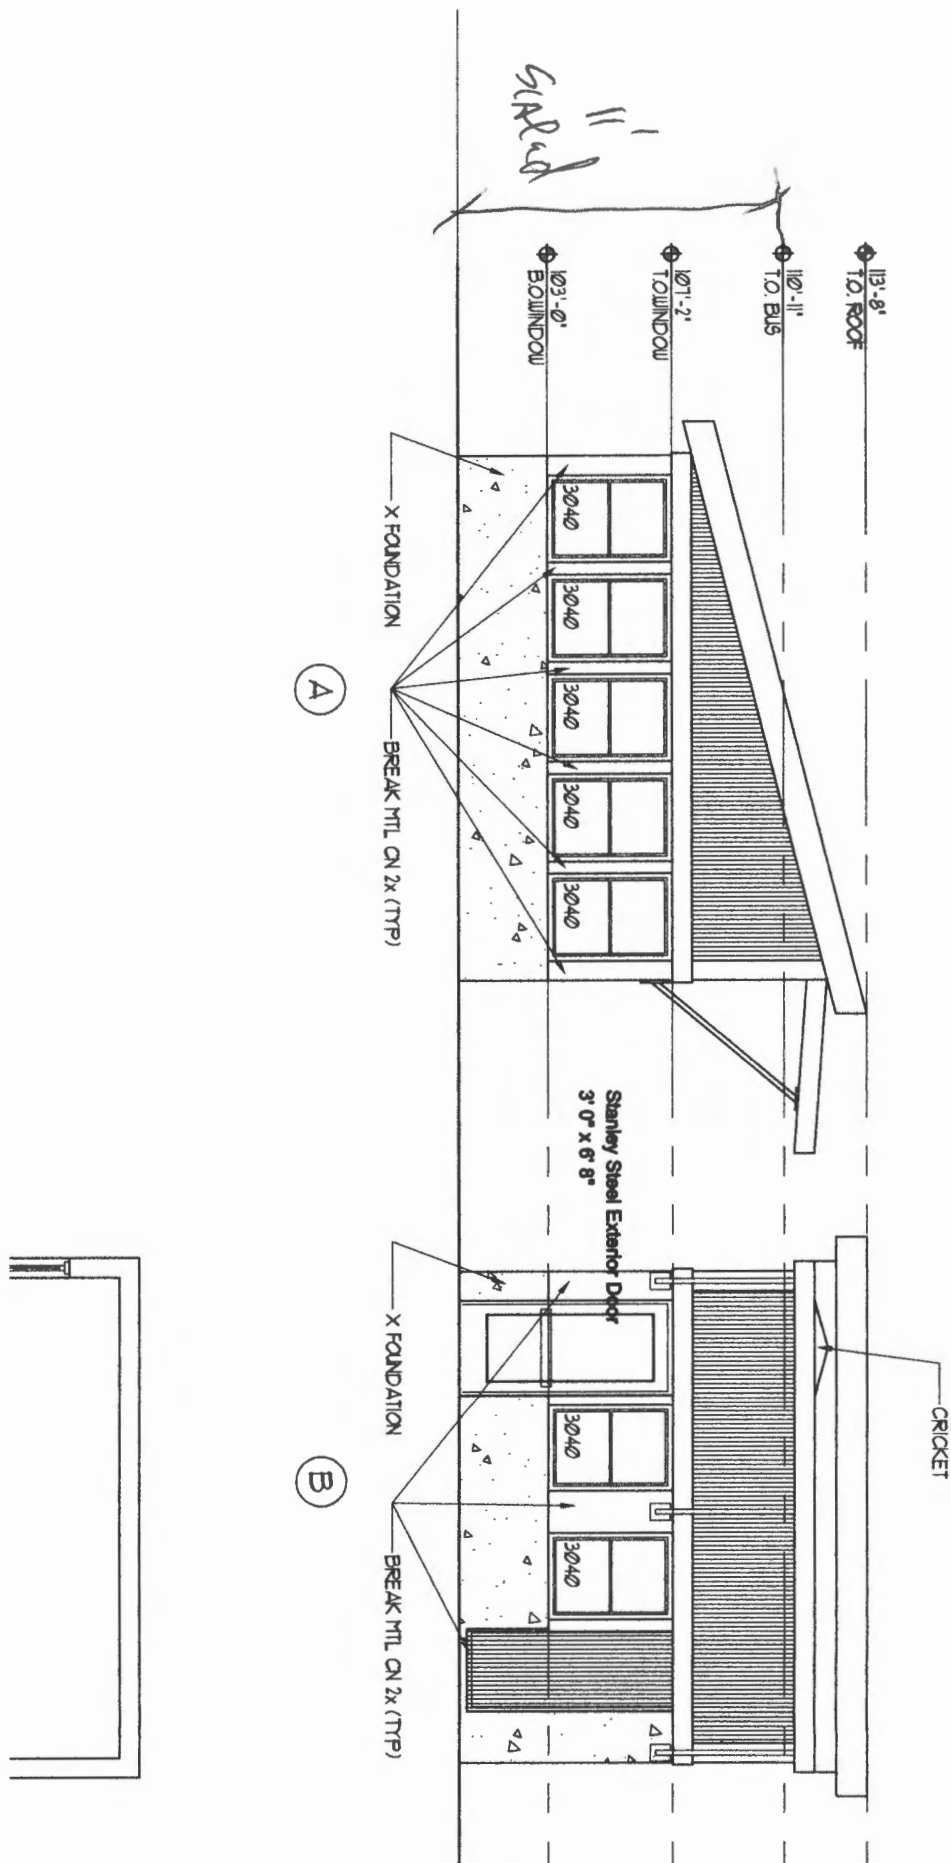 11'
Scaled
113'-8"
T.O. ROOF
110'-11"
T.O. BUS
107'-2"
T.O.WINDOW
103'-0"
B.O.WINDOW
3040
3040
3040
3040
3040
X FOUNDATION
BREAK MTL ON 2x (TYP)
A
Stanley Steel Exterior Door
3' 0" x 6' 8"
CRICKET
3040
3040
X FOUNDATION
BREAK MTL ON 2x (TYP)
B